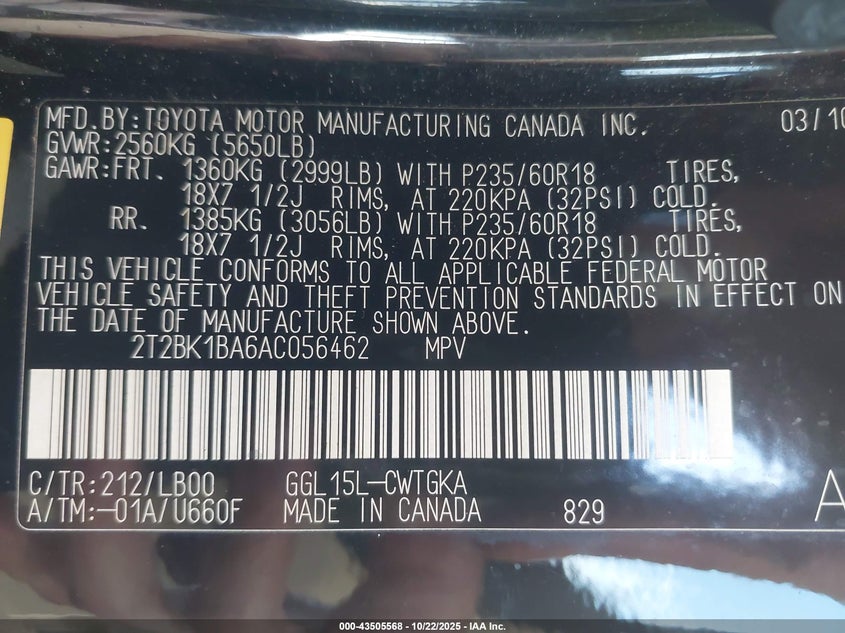 MFD.BY:TOYOTA MOTOR MANUFACTURING CANADA INC. 03/10
GVWR:2560KG (5650LB)
GAWR:FRT. 1360KG (2999LB) WITH P235/60R18 TIRES,
18X7 1/2J RIMS, AT 220KPA (32PSI) COLD.
RR. 1385KG (3056LB) WITH P235/60R18 TIRES,
18X7 1/2J RIMS, AT 220KPA (32PSI) COLD.
THIS VEHICLE CONFORMS TO ALL APPLICABLE FEDERAL MOTOR
VEHICLE SAFETY AND THEFT PREVENTION STANDARDS IN EFFECT ON
THE DATE OF MANUFACTURE SHOWN ABOVE.
2T2BK1BA6AC056462 MPV
C/TR:212/LB00 GGL15L-CWTGKA
A/TM:-01A/U660F MADE IN CANADA 829
A
000-43505568 - 10/22/2025 - IAA Inc.